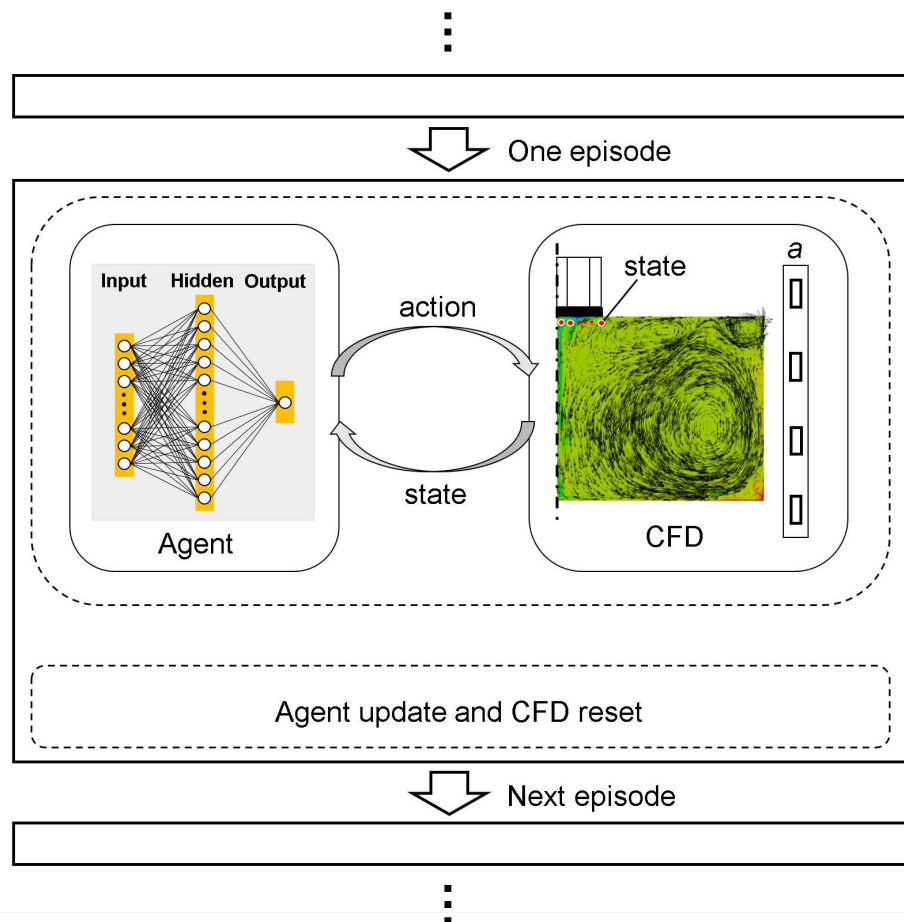 One episode
Input Hidden Output
Agent
action
state
state
a
CFD
Agent update and CFD reset
Next episode